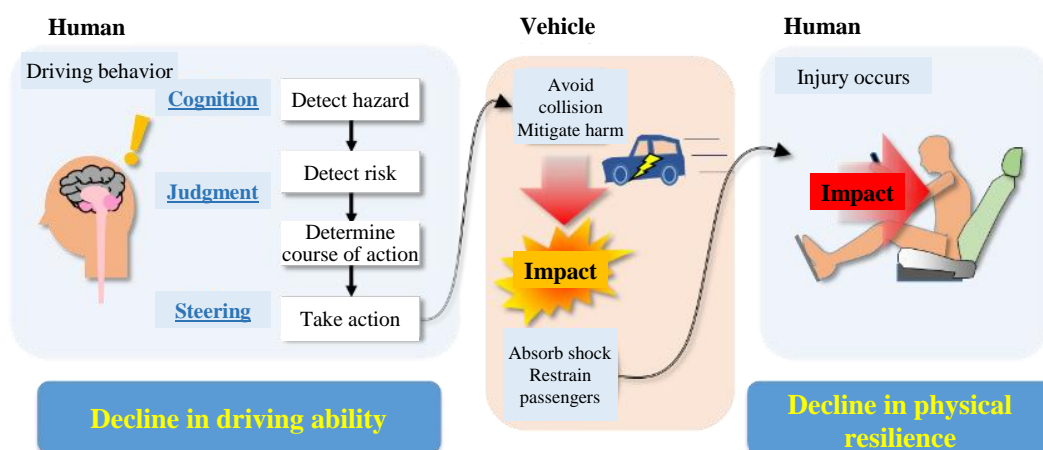 Human
Driving behavior
Cognition
Detect hazard
Judgment
Detect risk
Determine
course of action
Steering
Take action
Decline in driving ability
Vehicle
Avoid
collision
Mitigate harm
Impact
Absorb shock
Restrain
passengers
Human
Injury occurs
Impact
Decline in physical
resilience